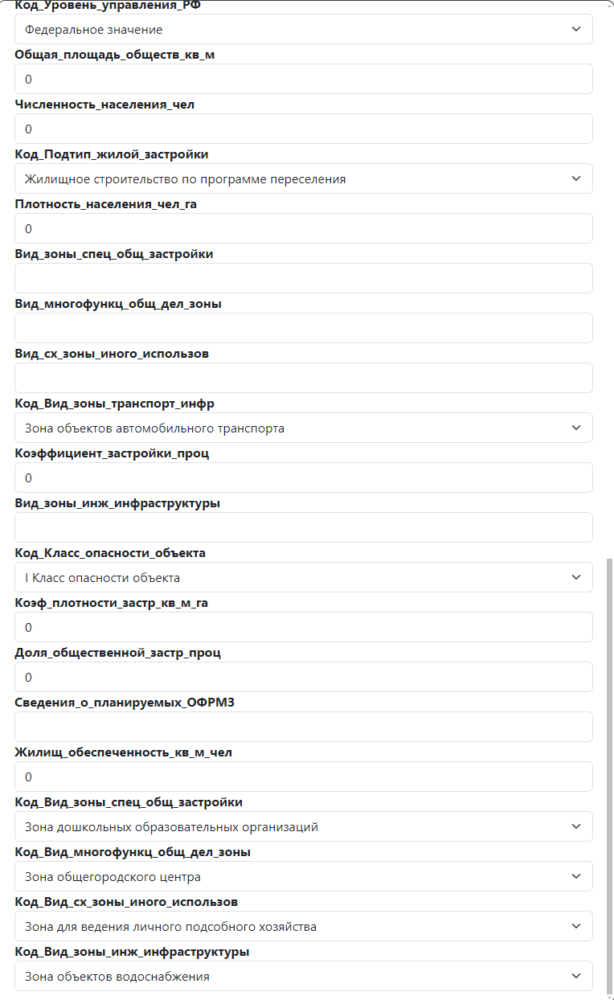 Код_Уровень_управления_РФ
Федеральное значение
Общая_площадь_обществ_кв_м
0
Численность_населения_чел
0
Код_Подтип_жилой_застройки
Жилищное строительство по программе переселения
Плотность_населения_чел_га
0
Вид_зоны_спец_общ_застройки
Вид_многофункц_общ_дел_зоны
Вид_сх_зоны_иного_использов
Код_Вид_зоны_транспорт_инфр
Зона объектов автомобильного транспорта
Коэффициент_застройки_проц
0
Вид_зоны_инж_инфраструктуры
Код_Класс_опасности_объекта
I Класс опасности объекта
Коэф_плотности_застр_кв_м_га
0
Доля_общественной_застр_проц
0
Сведения_о_планируемых_ОФРМЗ
Жилищ_обеспеченность_кв_м_чел
0
Код_Вид_зоны_спец_общ_застройки
Зона дошкольных образовательных организаций
Код_Вид_многофункц_общ_дел_зоны
Зона общегородского центра
Код_Вид_сх_зоны_иного_использов
Зона для ведения личного подсобного хозяйства
Код_Вид_зоны_инж_инфраструктуры
Зона объектов водоснабжения